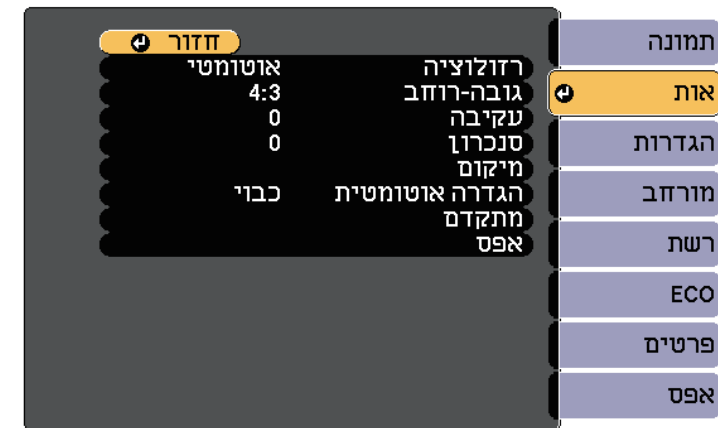 תמונה
אות
הגדרות
מורחב
רשת
ECO
פרטים
אפס
חזור
רזולוציה אוטומטי
גובה-רוחב 4:3
עקיבה 0
סנכרון 0
מיקום
הגדרה אוטומטית כבוי
מתקדם
אפס